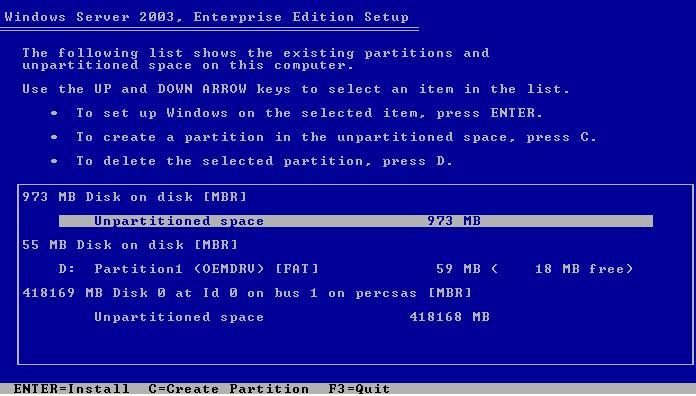 Windows Server 2003, Enterprise Edition Setup
The following list shows the existing partitions and
unpartitioned space on this computer.
Use the UP and DOWN ARROW keys to select an item in the list.
• To set up Windows on the selected item, press ENTER.
• To create a partition in the unpartitioned space, press C.
• To delete the selected partition, press D.
973 MB Disk on disk [MBR]
Unpartitioned space 973 MB
55 MB Disk on disk [MBR]
D: Partition1 (OEMDRV) [FAT] 59 MB ( 18 MB free)
418169 MB Disk 0 at Id 0 on bus 1 on percsas [MBR]
Unpartitioned space 418168 MB
ENTER=Install C=Create Partition F3=Quit